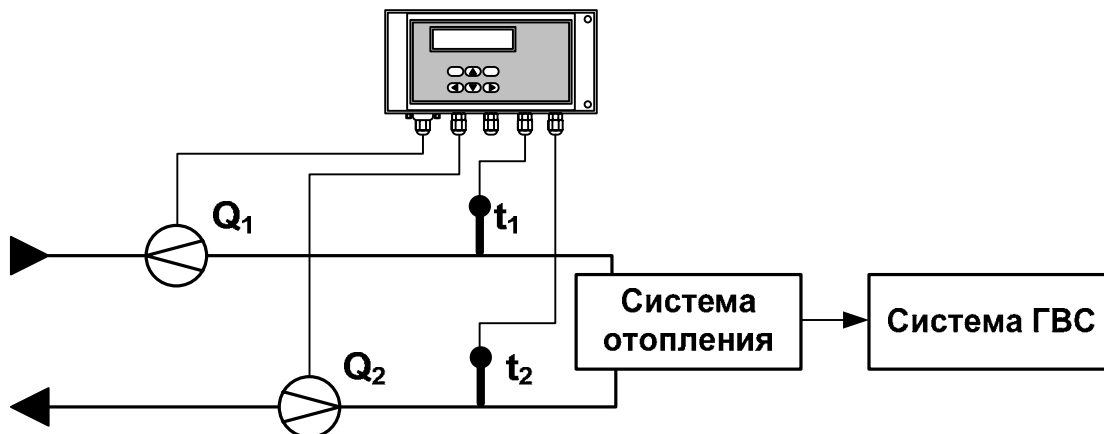 Q₁
t₁
Система
отопления
Система ГВС
Q₂
t₂